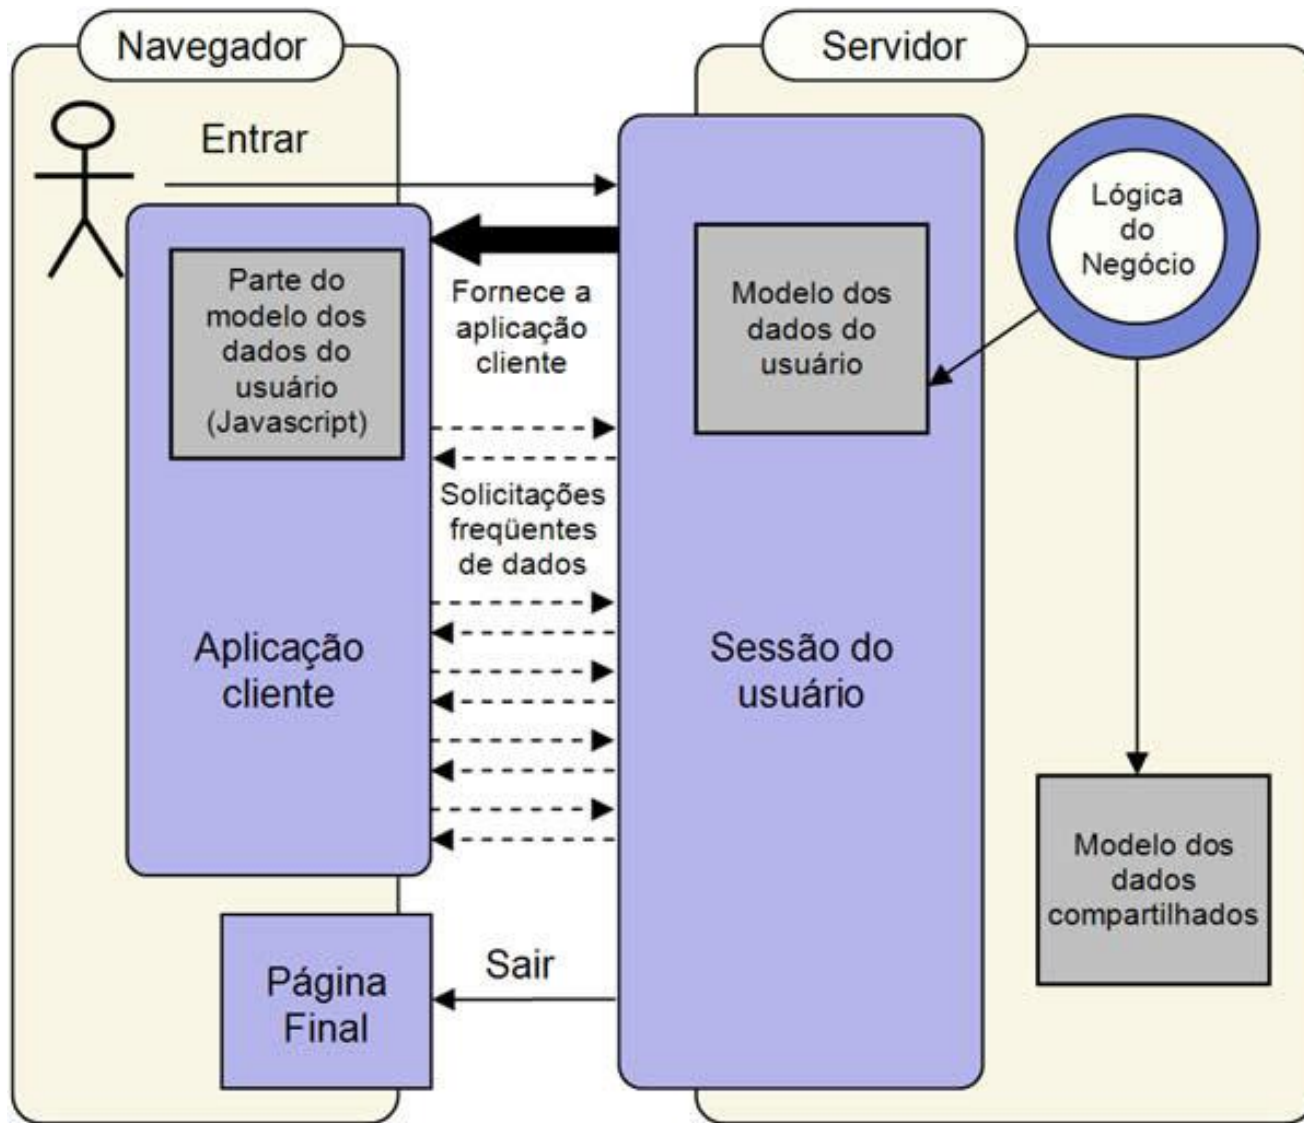 Navegador
Servidor
Entrar
Parte do
modelo dos
dados do
usuário
(Javascript)
Fornece a
aplicação
cliente
Modelo dos
dados do
usuário
Lógica
do
Negócio
Solicitações
freqüentes
de dados
Aplicação
cliente
Sessão do
usuário
Modelo dos
dados
compartilhados
Página
Final
Sair